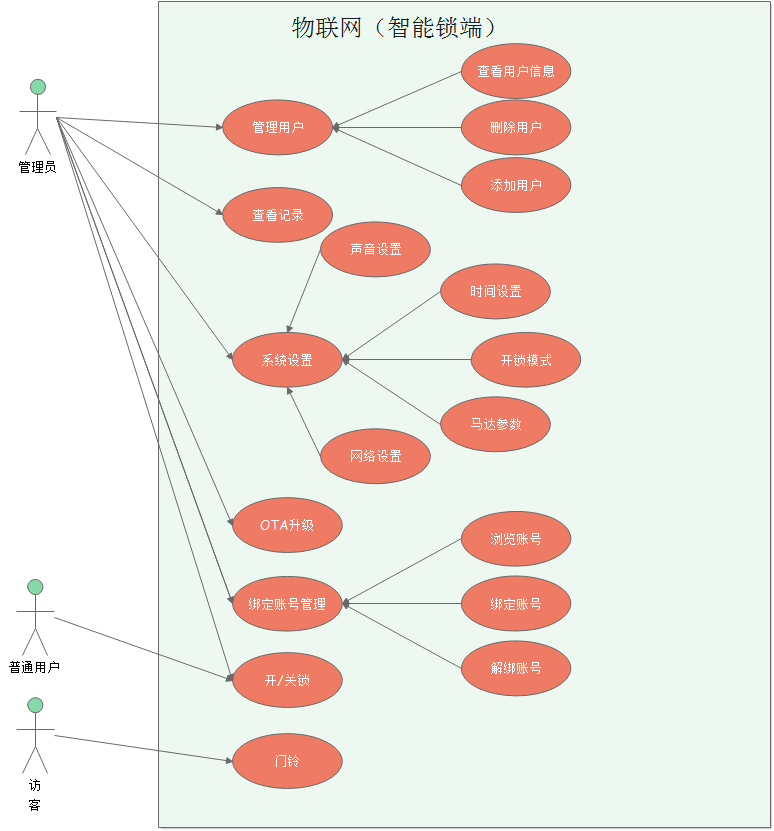 物联网（智能锁端）
查看用户信息
管理用户
删除用户
管理员
添加用户
查看记录
声音设置
时间设置
系统设置
开锁模式
马达参数
网络设置
OTA升级
浏览账号
绑定账号管理
绑定账号
普通用户
解绑账号
开/关锁
门铃
访
客